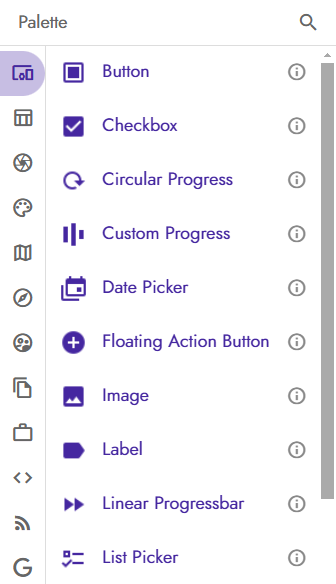 Palette
Button
Checkbox
Circular Progress
Custom Progress
Date Picker
Floating Action Button
Image
Label
Linear Progressbar
List Picker